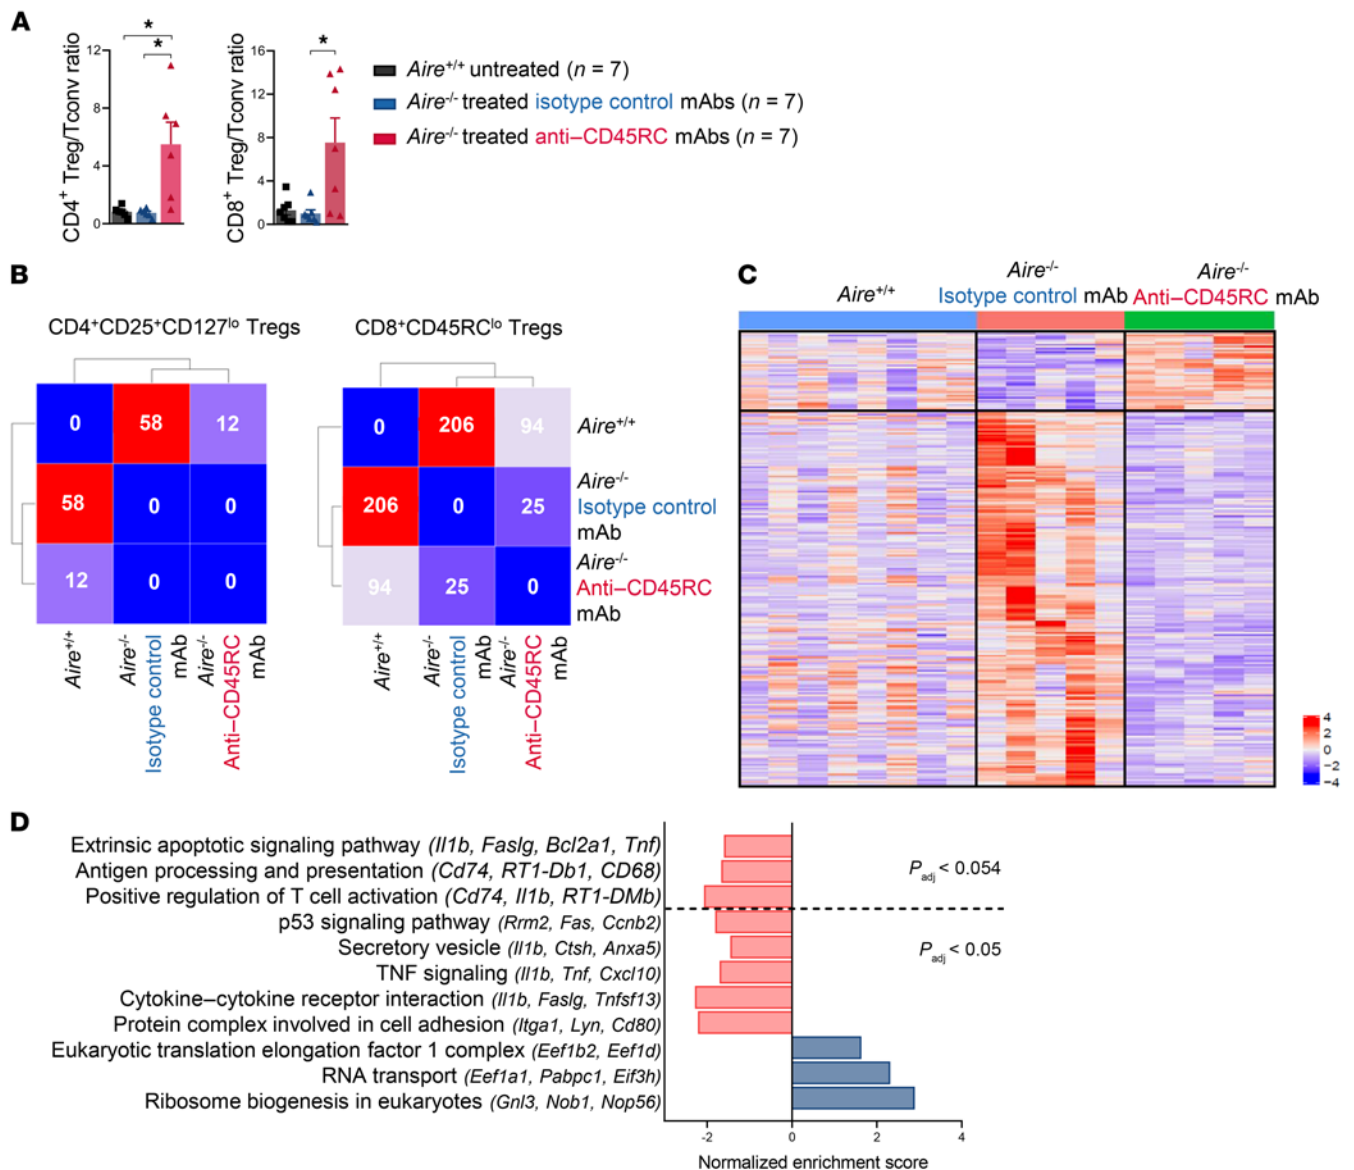 A
CD4+ Treg/Tconv ratio
12
8
4
0
*
*
CD8+ Treg/Tconv ratio
16
12
8
4
0
*
Aire+/+ untreated (n = 7)
Aire-/- treated isotype control mAbs (n = 7)
Aire-/- treated anti–CD45RC mAbs (n = 7)
B
CD4+CD25+CD127lo Tregs
0 58 12
58 0 0
12 0 0
Aire+/+
Aire-/-
Isotype control
mAb
Aire-/-
Anti–CD45RC
mAb
CD8+CD45RClo Tregs
0 206 94
206 0 25
94 25 0
Aire+/+
Aire-/-
Isotype control
mAb
Aire-/-
Anti–CD45RC
mAb
Aire+/+
Aire-/-
Isotype control
mAb
Aire-/-
Anti–CD45RC
mAb
C
Aire+/+
Aire-/-
Isotype control mAb
Aire-/-
Anti–CD45RC mAb
4
2
0
−2
−4
D
Extrinsic apoptotic signaling pathway (Il1b, Faslg, Bcl2a1, Tnf)
Antigen processing and presentation (Cd74, RT1-Db1, CD68)
Positive regulation of T cell activation (Cd74, Il1b, RT1-DMb)
p53 signaling pathway (Rrm2, Fas, Ccnb2)
Secretory vesicle (Il1b, Ctsh, Anxa5)
TNF signaling (Il1b, Tnf, Cxcl10)
Cytokine–cytokine receptor interaction (Il1b, Faslg, Tnfsf13)
Protein complex involved in cell adhesion (Itga1, Lyn, Cd80)
Eukaryotic translation elongation factor 1 complex (Eef1b2, Eef1d)
RNA transport (Eef1a1, Pabpc1, Eif3h)
Ribosome biogenesis in eukaryotes (Gnl3, Nob1, Nop56)
Padj < 0.054
Padj < 0.05
-2 0 2 4
Normalized enrichment score